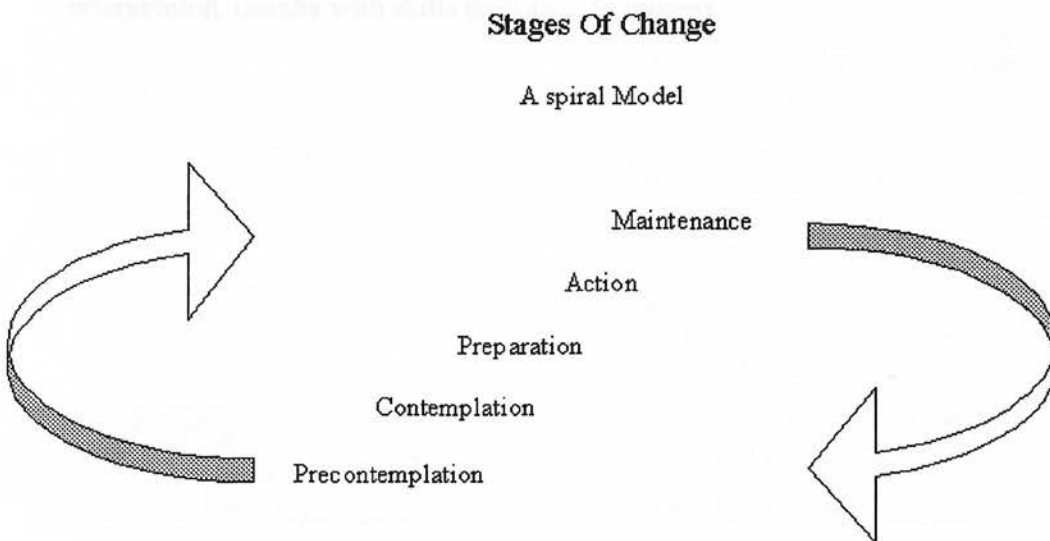 Stages Of Change
A spiral Model
Maintenance
Action
Preparation
Contemplation
Precontemplation